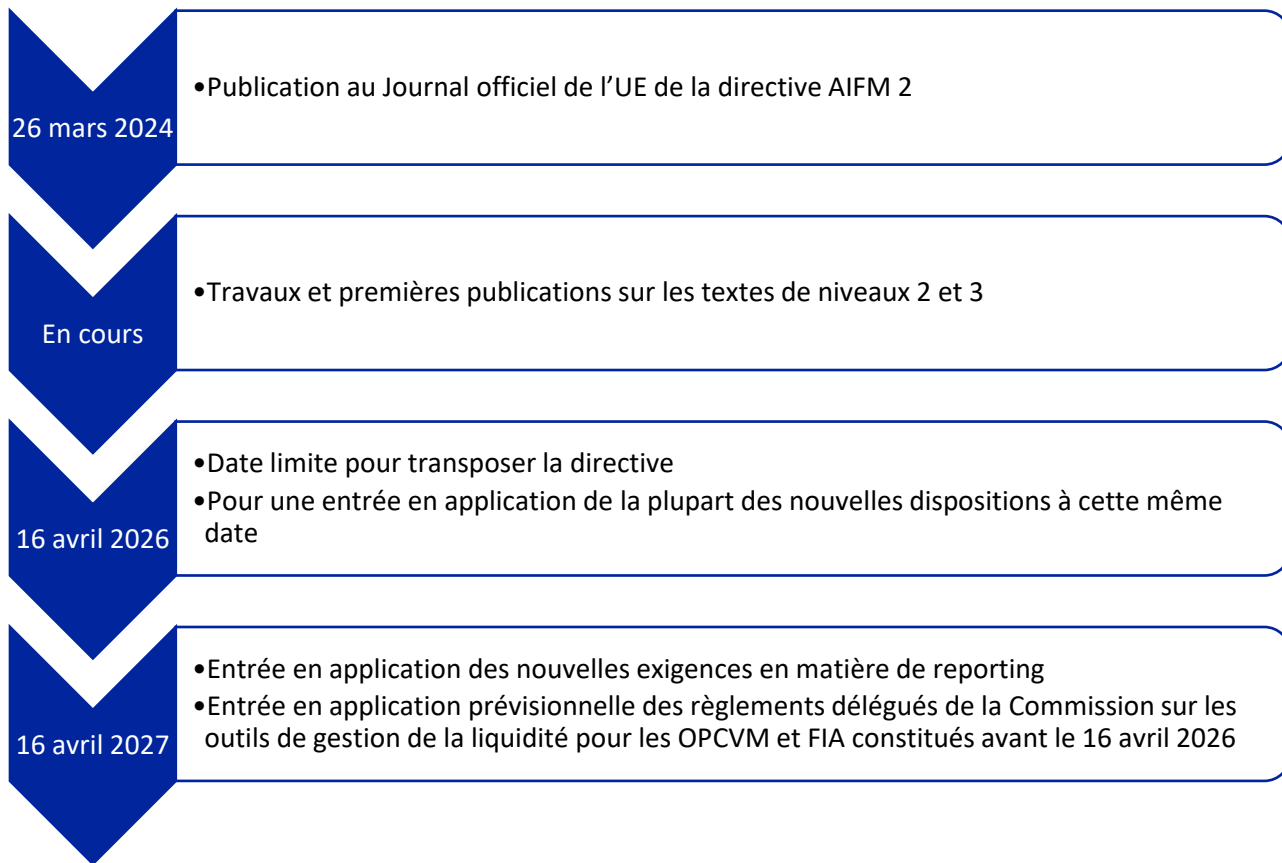 26 mars 2024
•Publication au Journal officiel de l’UE de la directive AIFM 2
En cours
•Travaux et premières publications sur les textes de niveaux 2 et 3
16 avril 2026
•Date limite pour transposer la directive
•Pour une entrée en application de la plupart des nouvelles dispositions à cette même
date
16 avril 2027
•Entrée en application des nouvelles exigences en matière de reporting
•Entrée en application prévisionnelle des règlements délégués de la Commission sur les
outils de gestion de la liquidité pour les OPCVM et FIA constitués avant le 16 avril 2026